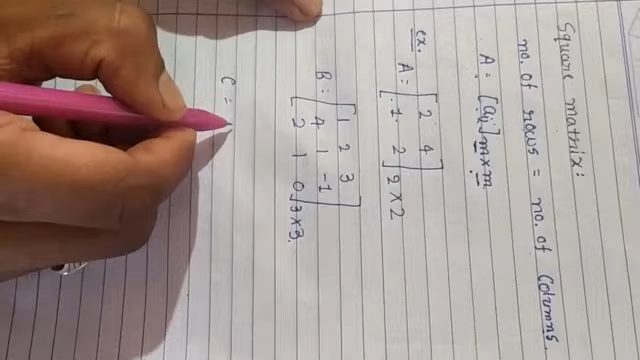 Square matrix:
no. of rows = no. of Columns.
A = [aij]m×m
ex.
A = [2 4
1 2] 2×2
B = [1 2 3
4 1 -1
2 1 0] 3×3.
C =